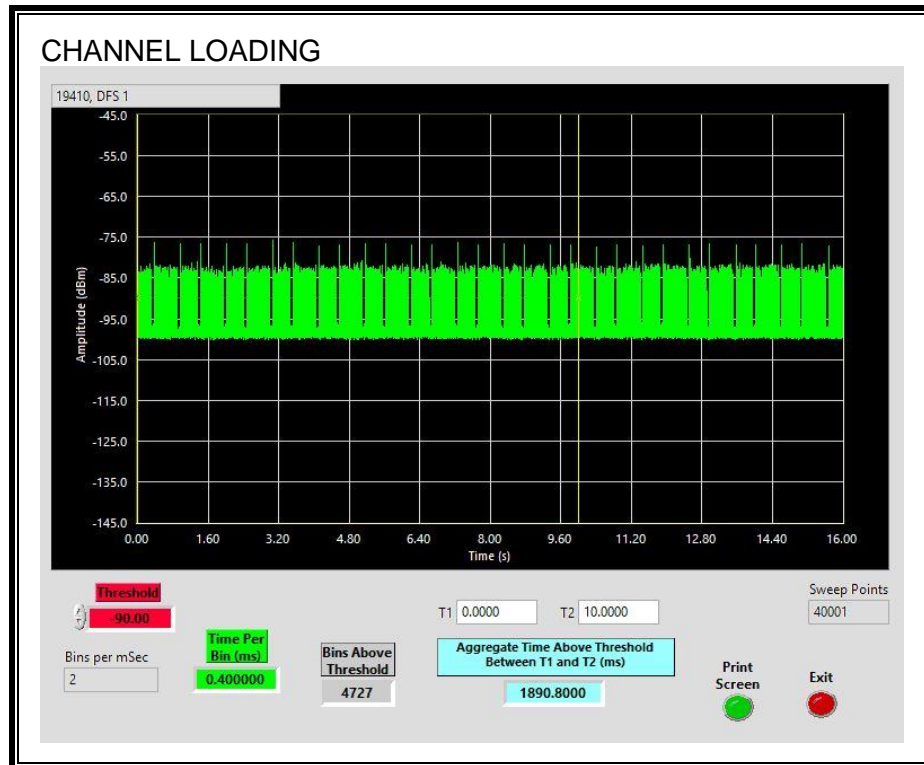 CHANNEL LOADING
19410, DFS 1
-45.0
-55.0
-65.0
-75.0
-85.0
-95.0
-105.0
-115.0
-125.0
-135.0
-145.0
Amplitude (dBm)
0.00 1.60 3.20 4.80 6.40 8.00 9.60 11.20 12.80 14.40 16.00
Time (s)
Threshold
-90.00
Bins per mSec
2
Time Per
Bin (ms)
0.400000
Bins Above
Threshold
4727
T1 0.0000 T2 10.0000
Aggregate Time Above Threshold
Between T1 and T2 (ms)
1890.8000
Sweep Points
40001
Print
Screen
Exit